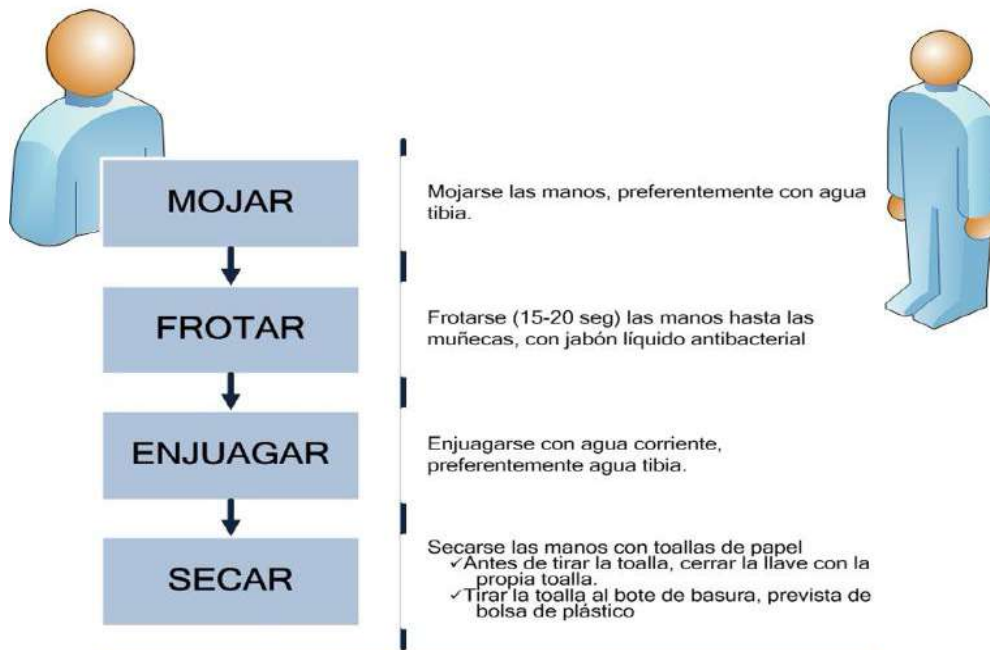 MOJAR
Mojarse las manos, preferentemente con agua
tibia.
FROTAR
Frotarse (15-20 seg) las manos hasta las
muñecas, con jabón líquido antibacterial
ENJUAGAR
Enjuagarse con agua corriente,
preferentemente agua tibia.
SECAR
Secarse las manos con toallas de papel
✓Antes de tirar la toalla, cerrar la llave con la
propia toalla.
✓Tirar la toalla al bote de basura, prevista de
bolsa de plástico